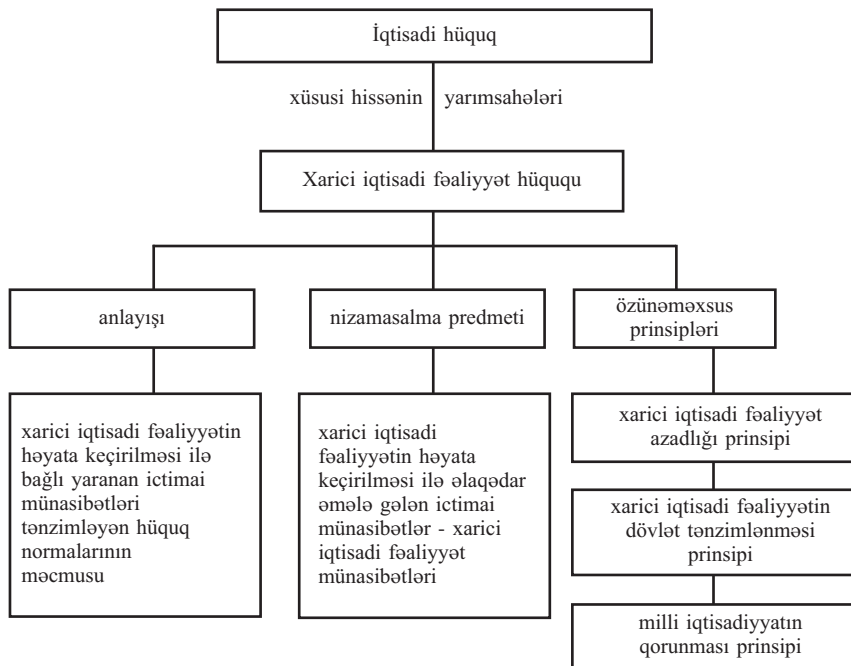 İqtisadi hüquq
xüsusi hissənin yarımsahələri
Xarici iqtisadi fəaliyyət hüququ
anlayışı
nizamasalma predmeti
özünəməxsus
prinsipləri
xarici iqtisadi fəaliyyətin
həyata keçirilməsi ilə
bağlı yaranan ictimai
münasibətləri
tənzimləyən hüquq
normalarının
məcmusu
xarici iqtisadi
fəaliyyətin həyata
keçirilməsi ilə əlaqədar
əmələ gələn ictimai
münasibətlər - xarici
iqtisadi fəaliyyət
münasibətləri
xarici iqtisadi fəaliyyət
azadlığı prinsipi
xarici iqtisadi fəaliyyətin
dövlət tənzimlənməsi
prinsipi
milli iqtisadiyyatın
qorunması prinsipi